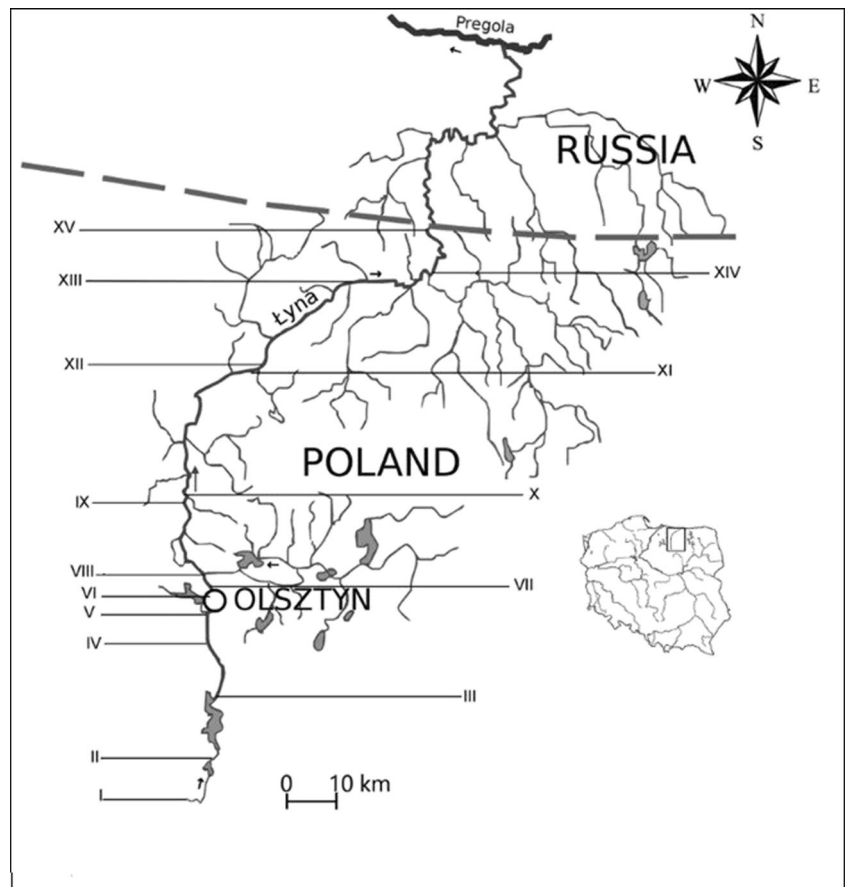 Pregola
N
W E
S
RUSSIA
XV
XIII
XIV
Łyna
XII
XI
POLAND
IX
X
VIII
VII
VI
OLSZTYN
V
IV
III
II
I
0 10 km